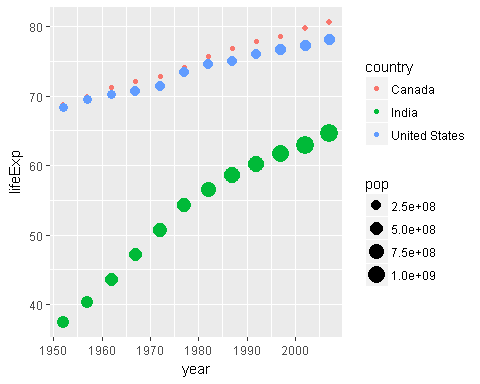 80
70
60
50
40
lifeExp
1950 1960 1970 1980 1990 2000
year
country
Canada
India
United States
pop
2.5e+08
5.0e+08
7.5e+08
1.0e+09